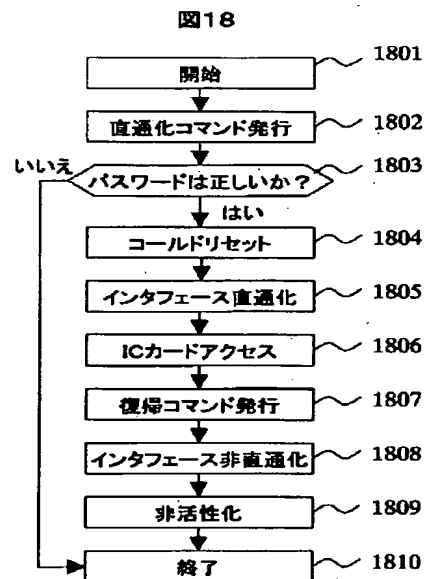 図18
開始 1801
直通化コマンド発行 1802
いいえ パスワードは正しいか？ 1803
はい
コールドリセット 1804
インタフェース直通化 1805
ICカードアクセス 1806
復帰コマンド発行 1807
インタフェース非直通化 1808
非活性化 1809
終了 1810